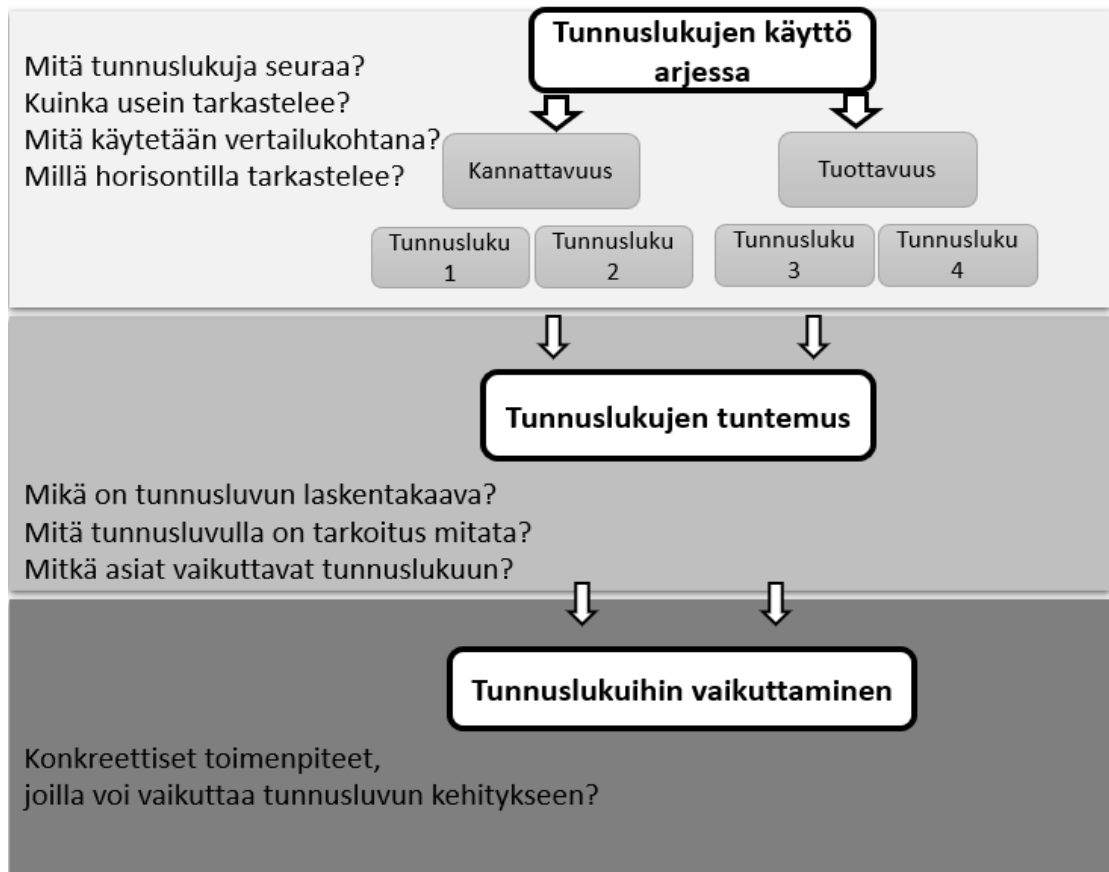 Tunnuslukujen käyttö
arjessa
Mitä tunnuslukuja seuraa?
Kuinka usein tarkastelee?
Mitä käytetään vertailukohtana?
Millä horisontilla tarkastelee?
Kannattavuus
Tuottavuus
Tunnusluku
1
Tunnusluku
2
Tunnusluku
3
Tunnusluku
4
Tunnuslukujen tuntemus
Mikä on tunnusluvun laskentakaava?
Mitä tunnusluvulla on tarkoitus mitata?
Mitkä asiat vaikuttavat tunnuslukuun?
Tunnuslukuihin vaikuttaminen
Konkreettiset toimenpiteet,
joilla voi vaikuttaa tunnusluvun kehitykseen?